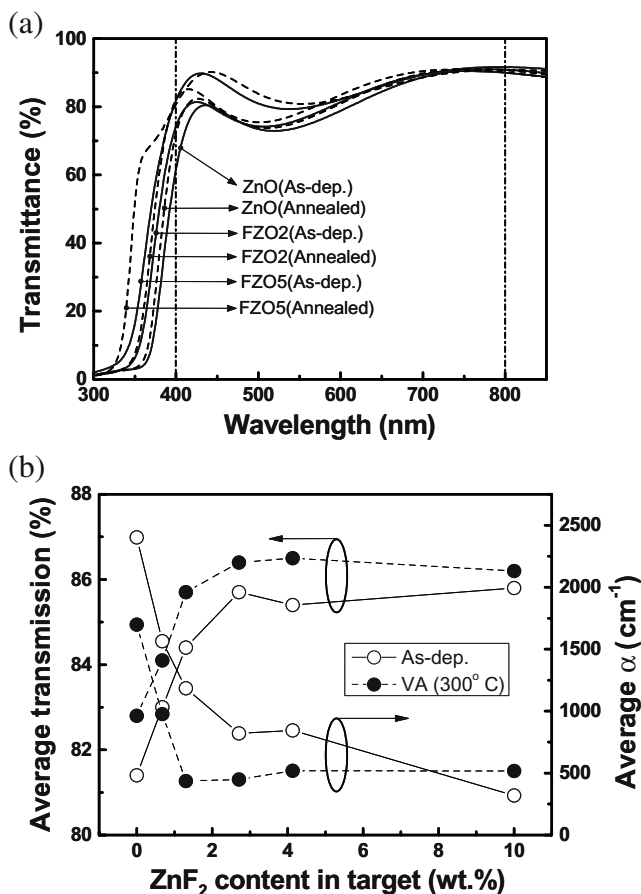 (a)
100
80
60
40
20
0
Transmittance (%)
ZnO(As-dep.)
ZnO(Annealed)
FZO2(As-dep.)
FZO2(Annealed)
FZO5(As-dep.)
FZO5(Annealed)
300 400 500 600 700 800
Wavelength (nm)
(b)
88
86
84
82
80
Average transmission (%)
2500
2000
1500
1000
500
0
Average α (cm⁻¹)
As-dep.
VA (300° C)
0 2 4 6 8 10
ZnF₂ content in target (wt.%)